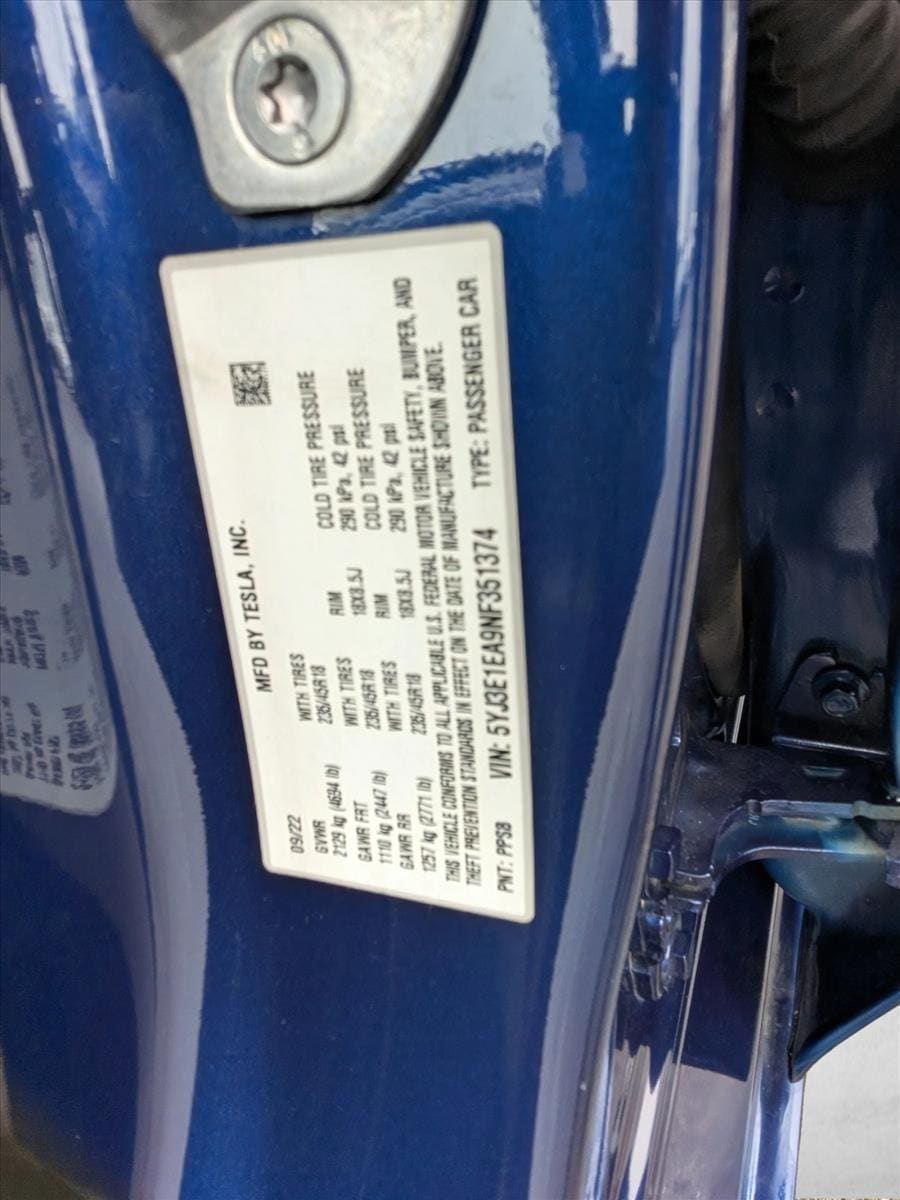 MFD BY TESLA, INC.
09/22
GVWR WITH TIRES RIM COLD TIRE PRESSURE
2129 kg (4694 lb) 235/45R18 18X8.5J 290 kPa, 42 psi
GAWR FRT WITH TIRES RIM COLD TIRE PRESSURE
1110 kg (2447 lb) 235/45R18 18X8.5J 290 kPa, 42 psi
GAWR RR WITH TIRES
1257 kg (2771 lb) 235/45R18
THIS VEHICLE CONFORMS TO ALL APPLICABLE U.S. FEDERAL MOTOR VEHICLE SAFETY, BUMPER, AND
THEFT PREVENTION STANDARDS IN EFFECT ON THE DATE OF MANUFACTURE SHOWN ABOVE.
PNT: PPSB VIN: 5YJ3E1EA9NF351374 TYPE: PASSENGER CAR